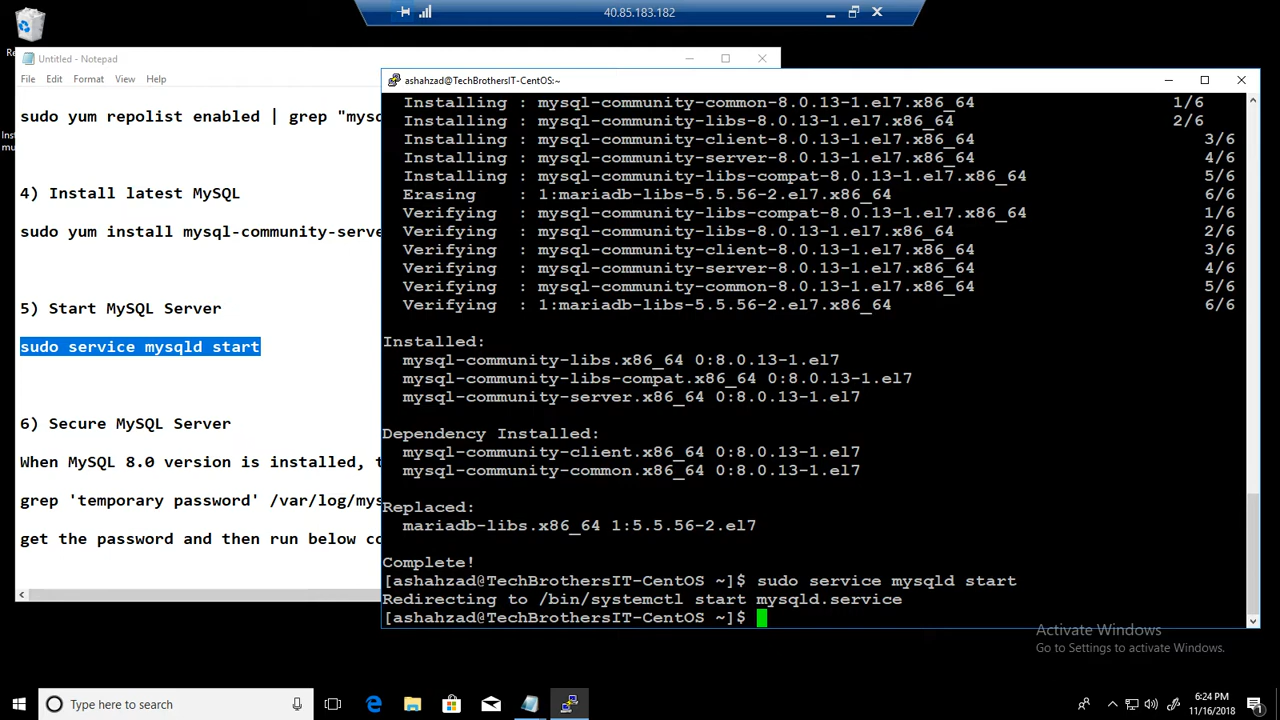 40.85.183.182
Untitled - Notepad
File Edit Format View Help
sudo yum repolist enabled | grep "mysq
4) Install latest MySQL
sudo yum install mysql-community-serve
5) Start MySQL Server
sudo service mysqld start
6) Secure MySQL Server
When MySQL 8.0 version is installed, t
grep 'temporary password' /var/log/mys
get the password and then run below co
ashahzad@TechBrothersIT-CentOS:~
Installing : mysql-community-common-8.0.13-1.el7.x86_64 1/6
Installing : mysql-community-libs-8.0.13-1.el7.x86_64 2/6
Installing : mysql-community-client-8.0.13-1.el7.x86_64 3/6
Installing : mysql-community-server-8.0.13-1.el7.x86_64 4/6
Installing : mysql-community-libs-compat-8.0.13-1.el7.x86_64 5/6
Erasing : 1:mariadb-libs-5.5.56-2.el7.x86_64 6/6
Verifying : mysql-community-libs-compat-8.0.13-1.el7.x86_64 1/6
Verifying : mysql-community-libs-8.0.13-1.el7.x86_64 2/6
Verifying : mysql-community-client-8.0.13-1.el7.x86_64 3/6
Verifying : mysql-community-server-8.0.13-1.el7.x86_64 4/6
Verifying : mysql-community-common-8.0.13-1.el7.x86_64 5/6
Verifying : 1:mariadb-libs-5.5.56-2.el7.x86_64 6/6
Installed:
mysql-community-libs.x86_64 0:8.0.13-1.el7
mysql-community-libs-compat.x86_64 0:8.0.13-1.el7
mysql-community-server.x86_64 0:8.0.13-1.el7
Dependency Installed:
mysql-community-client.x86_64 0:8.0.13-1.el7
mysql-community-common.x86_64 0:8.0.13-1.el7
Replaced:
mariadb-libs.x86_64 1:5.5.56-2.el7
Complete!
[ashahzad@TechBrothersIT-CentOS ~]$ sudo service mysqld start
Redirecting to /bin/systemctl start mysqld.service
[ashahzad@TechBrothersIT-CentOS ~]$
Activate Windows
Go to Settings to activate Windows.
Type here to search
6:24 PM
11/16/2018
1